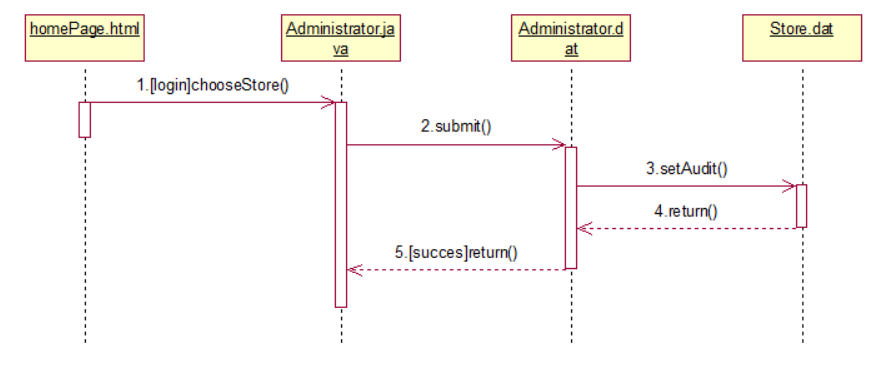 homePage.html
Administrator.ja
va
Administrator.d
at
Store.dat
1.[login]chooseStore()
2.submit()
3.setAudit()
4.return()
5.[succes]return()